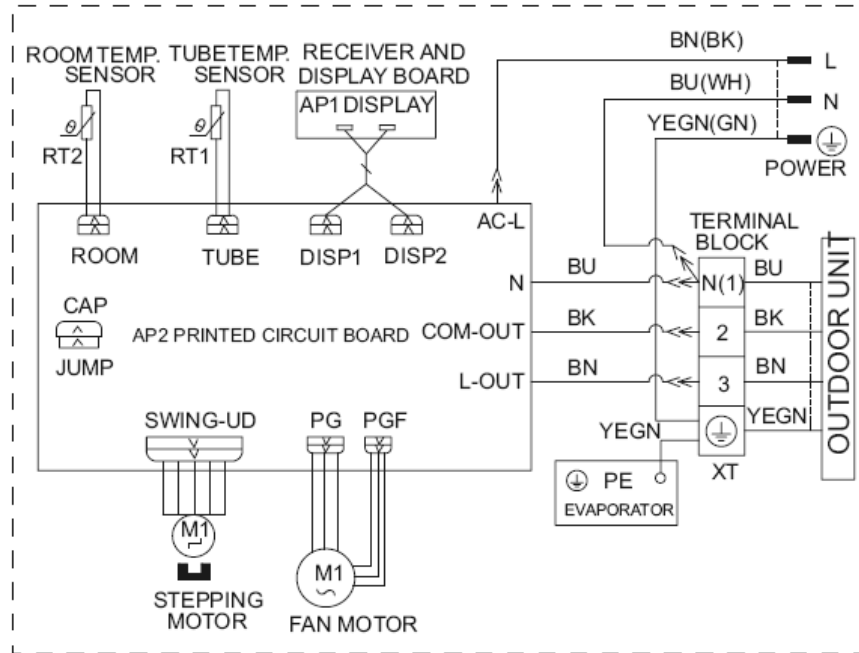 ROOM TEMP.
SENSOR
RT2
TUBETEMP.
SENSOR
RT1
RECEIVER AND
DISPLAY BOARD
AP1 DISPLAY
BN(BK)
L
BU(WH)
N
YEGN(GN)
POWER
ROOM
TUBE
DISP1
DISP2
AC-L
TERMINAL
BLOCK
N
BU
N(1)
BU
CAP
JUMP
AP2 PRINTED CIRCUIT BOARD
COM-OUT
BK
2
BK
L-OUT
BN
3
BN
OUTDOOR UNIT
SWING-UD
PG
PGF
YEGN
YEGN
XT
PE
EVAPORATOR
M1
STEPPING
MOTOR
M1
FAN MOTOR